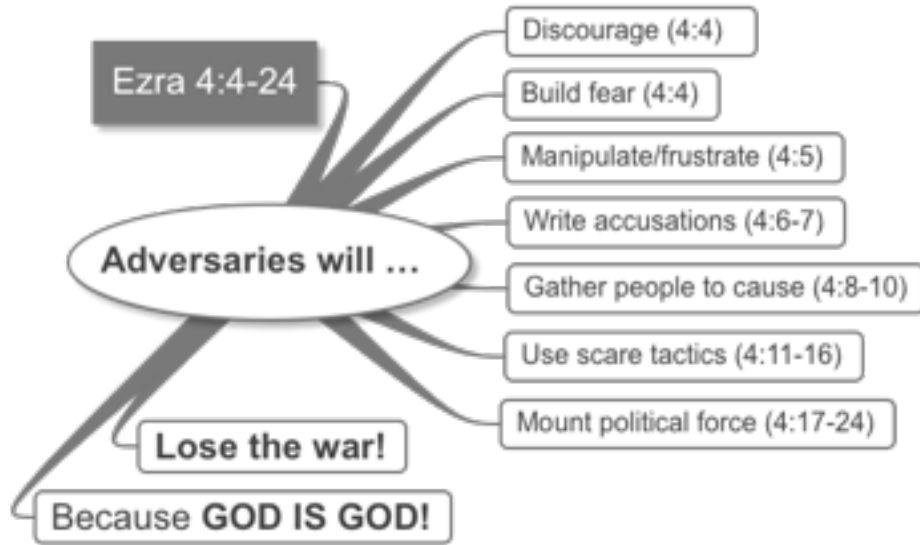 Ezra 4:4-24
Adversaries will ...
Discourage (4:4)
Build fear (4:4)
Manipulate/frustrate (4:5)
Write accusations (4:6-7)
Gather people to cause (4:8-10)
Use scare tactics (4:11-16)
Mount political force (4:17-24)
Lose the war!
Because GOD IS GOD!